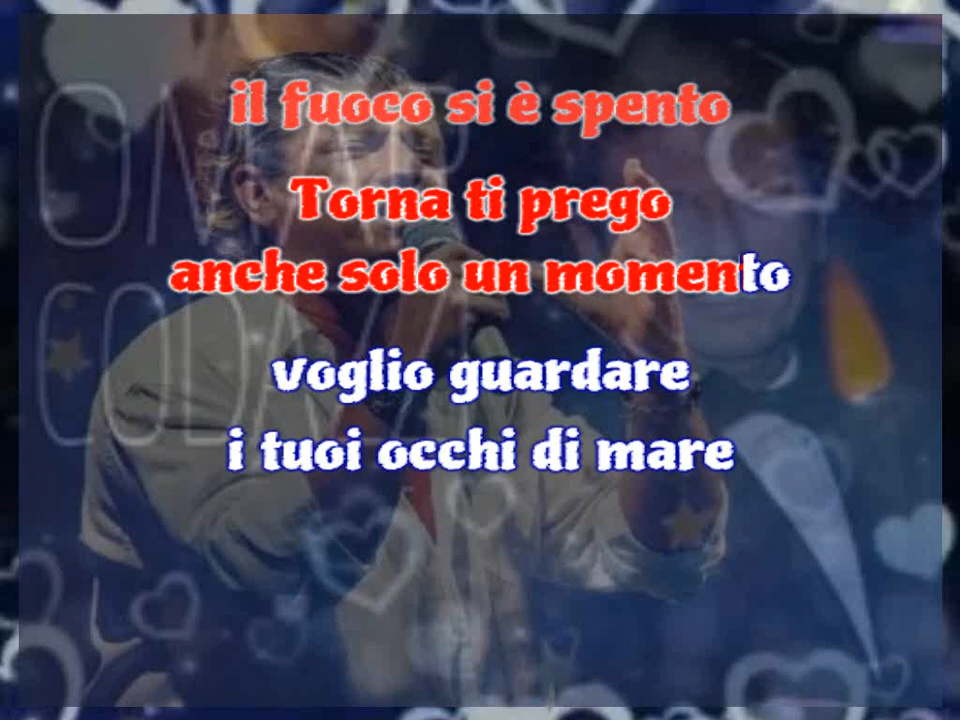 il fuoco si è spento
Torna ti prego
anche solo un momento
voglio guardare
i tuoi occhi di mare